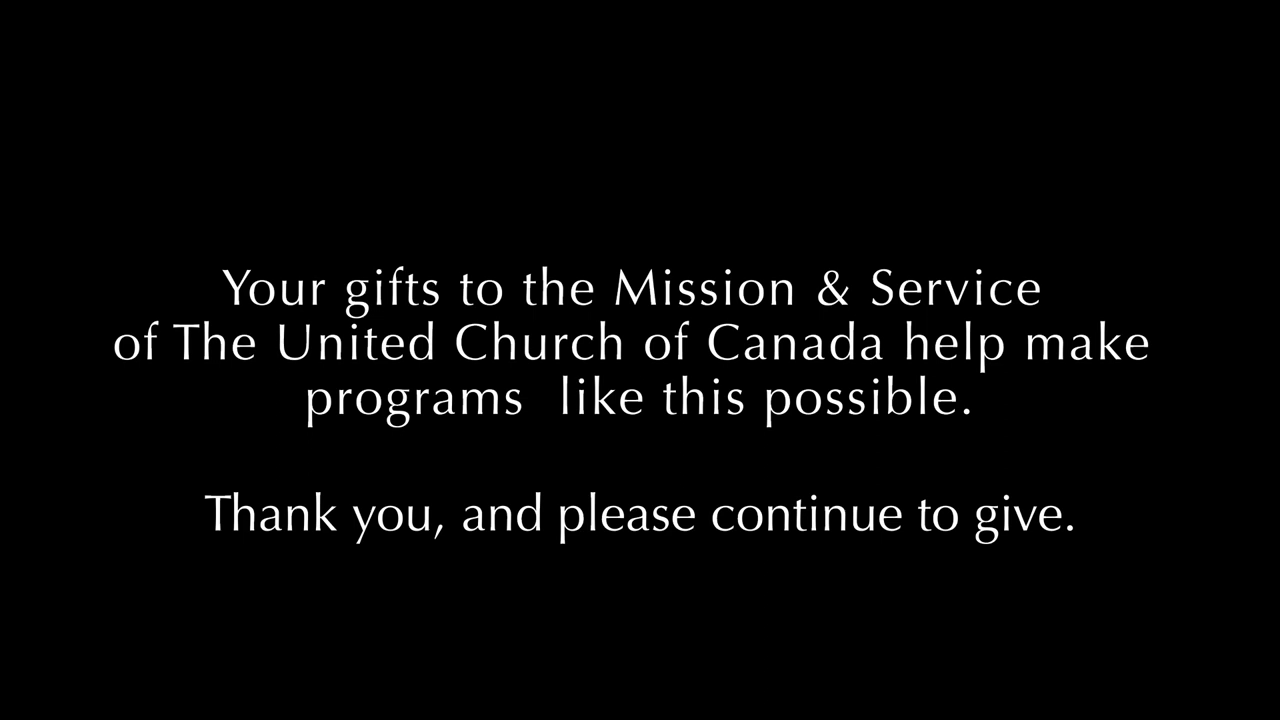 Your gifts to the Mission & Service
of The United Church of Canada help make
programs  like this possible.
Thank you, and please continue to give.